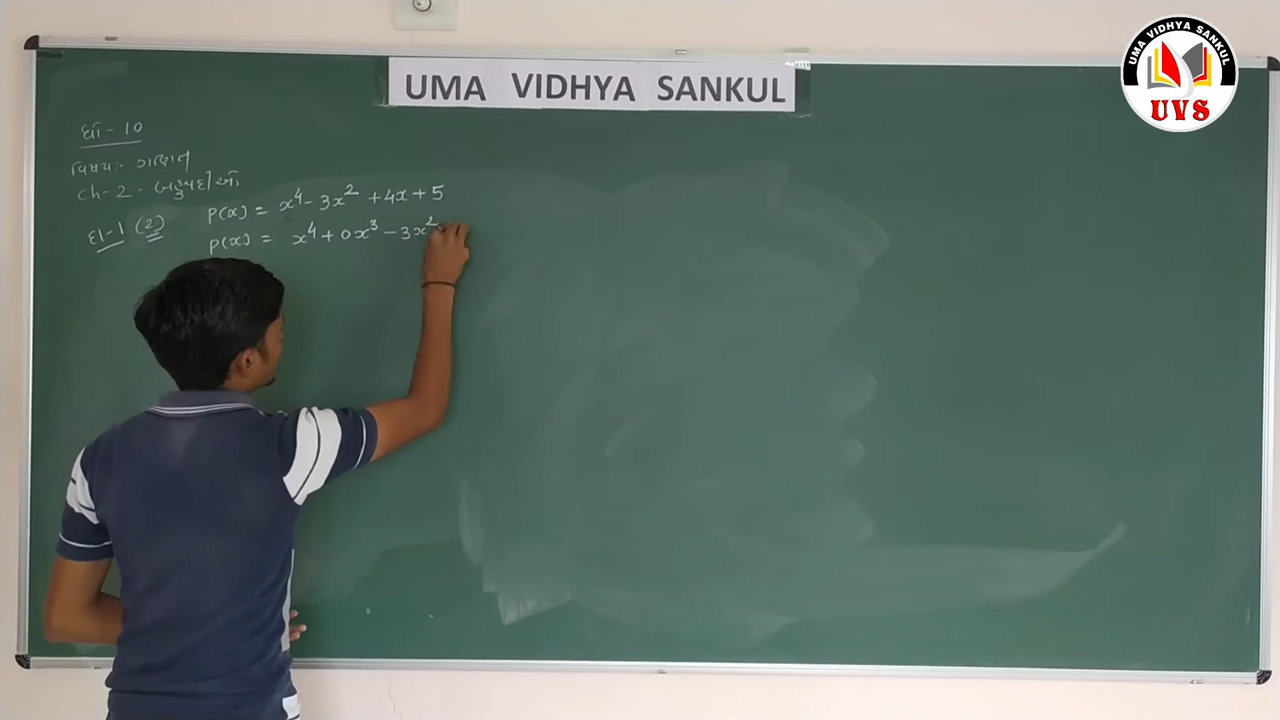 UMA VIDHYA SANKUL
UMA VIDHYA SANKUL
UVS
ધો - 10
વિષય:- ગણિત
Ch-2 - બહુપદીઓ
દા-1 (2) P(x) = x⁴ - 3x² + 4x + 5
P(x) = x⁴ + 0x³ - 3x²